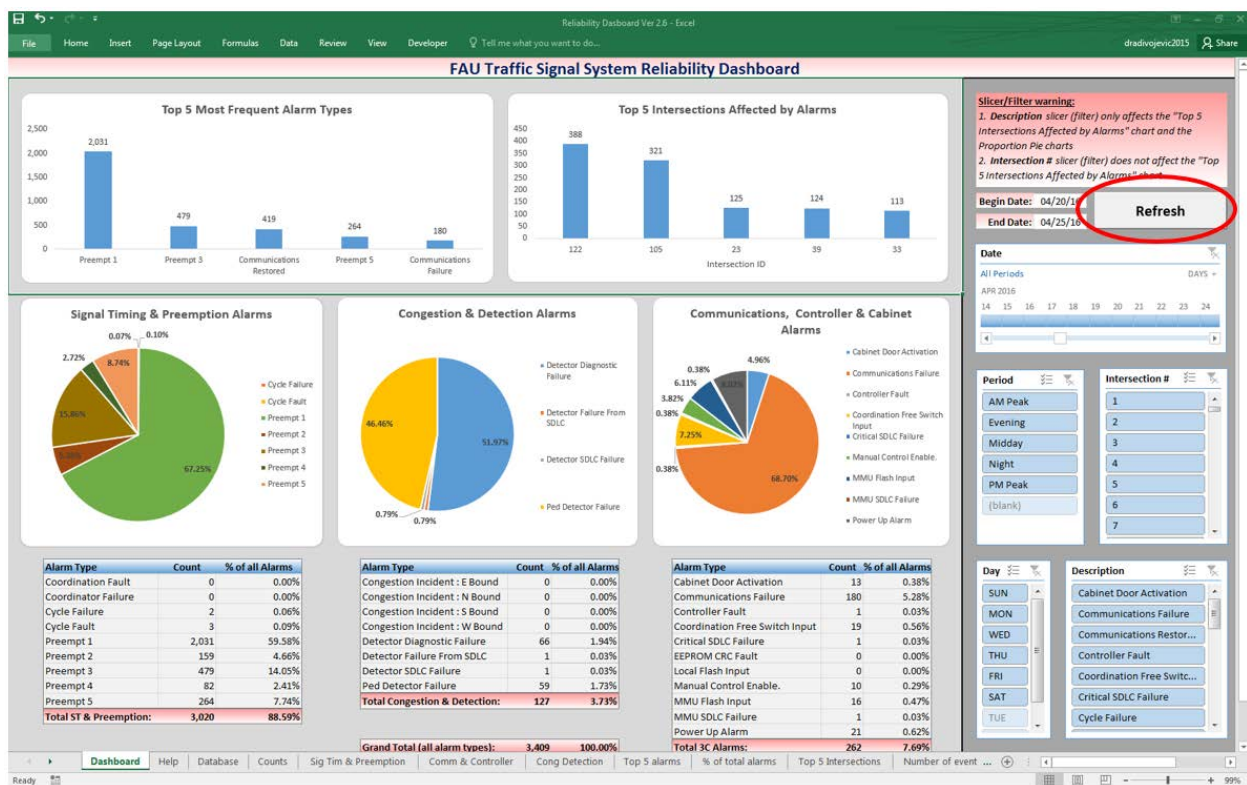 Reliability Dasboard Ver 2.6 - Excel
File Home Insert Page Layout Formulas Data Review View Developer Tell me what you want to do... dradivojevic2015 Share
FAU Traffic Signal System Reliability Dashboard
Top 5 Most Frequent Alarm Types
2,500
2,000
1,500
1,000
500
0
2,031
479
419
264
180
Preempt 1
Preempt 3
Communications
Restored
Preempt 5
Communications
Failure
Top 5 Intersections Affected by Alarms
450
400
350
300
250
200
150
100
50
0
388
321
125
124
113
122 105 23 39 33
Intersection ID
Slicer/Filter warning:
1. Description slicer (filter) only affects the "Top
5 Intersections Affected by Alarms" chart and the
Proportion Pie charts
2. Intersection # slicer (filter) does not affect the "Top
5 Intersections Affected by Alarms" chart
Begin Date: 04/20/16
End Date: 04/25/16
Refresh
Date
All Periods DAYS
APR 2016
14 15 16 17 18 19 20 21 22 23 24
Signal Timing & Preemption Alarms
0.07%
0.10%
2.72%
8.74%
15.86%
67.25%
Cycle Failure
Cycle Fault
Preempt 1
Preempt 2
Preempt 3
Preempt 4
Preempt 5
Congestion & Detection Alarms
46.46%
51.97%
0.79%
0.79%
Detector Diagnostic
Failure
Detector Failure From
SDLC
Detector SDLC Failure
Ped Detector Failure
Communications, Controller & Cabinet
Alarms
4.96%
0.38%
6.11%
3.82%
0.38%
7.25%
0.38%
68.70%
Cabinet Door Activation
Communications Failure
Controller Fault
Coordination Free Switch
Input
Critical SDLC Failure
Manual Control Enable.
MMU Flash Input
MMU SDLC Failure
Power Up Alarm
Period
AM Peak
Evening
Midday
Night
PM Peak
(blank)
Intersection #
1
2
3
4
5
6
7
Alarm Type Count % of all Alarms
Coordination Fault 0 0.00%
Coordinator Failure 0 0.00%
Cycle Failure 2 0.06%
Cycle Fault 3 0.09%
Preempt 1 2,031 59.58%
Preempt 2 159 4.66%
Preempt 3 479 14.05%
Preempt 4 82 2.41%
Preempt 5 264 7.74%
Total ST & Preemption: 3,020 88.59%
Alarm Type Count % of all Alarms
Congestion Incident : E Bound 0 0.00%
Congestion Incident : N Bound 0 0.00%
Congestion Incident : S Bound 0 0.00%
Congestion Incident : W Bound 0 0.00%
Detector Diagnostic Failure 66 1.94%
Detector Failure From SDLC 1 0.03%
Detector SDLC Failure 1 0.03%
Ped Detector Failure 59 1.73%
Total Congestion & Detection: 127 3.73%
Grand Total (all alarm types): 3,409 100.00%
Alarm Type Count % of all Alarms
Cabinet Door Activation 13 0.38%
Communications Failure 180 5.28%
Controller Fault 1 0.03%
Coordination Free Switch Input 19 0.56%
Critical SDLC Failure 1 0.03%
EEPROM CRC Fault 0 0.00%
Local Flash Input 0 0.00%
Manual Control Enable. 10 0.29%
MMU Flash Input 16 0.47%
MMU SDLC Failure 1 0.03%
Power Up Alarm 21 0.62%
Total 3C Alarms: 262 7.69%
Day
SUN
MON
WED
THU
FRI
SAT
TUE
Description
Cabinet Door Activation
Communications Failure
Communications Restor...
Controller Fault
Coordination Free Switc...
Critical SDLC Failure
Cycle Failure
Dashboard Help Database Counts Sig Tim & Preemption Comm & Controller Cong Detection Top 5 alarms % of total alarms Top 5 Intersections Number of event ...
Ready 99%